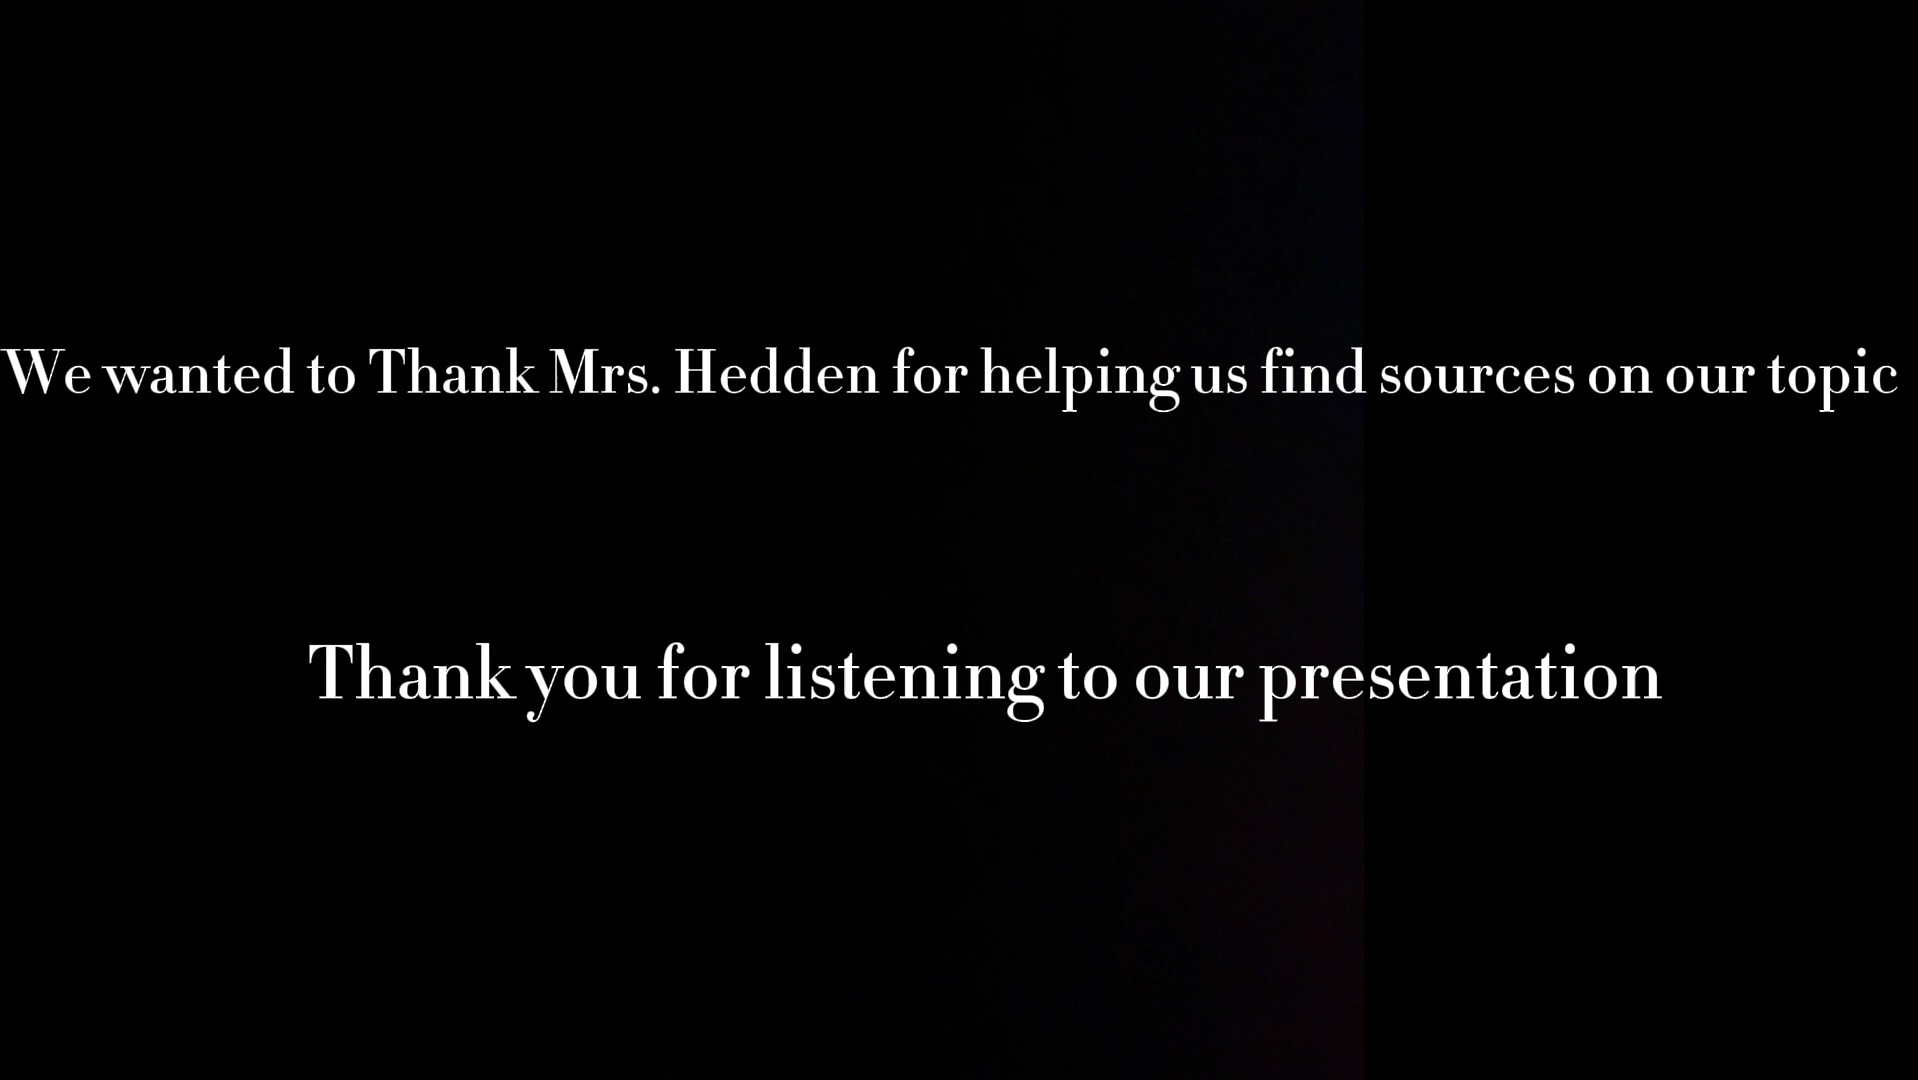 We wanted to Thank Mrs. Hedden for helping us find sources on our topic
Thank you for listening to our presentation